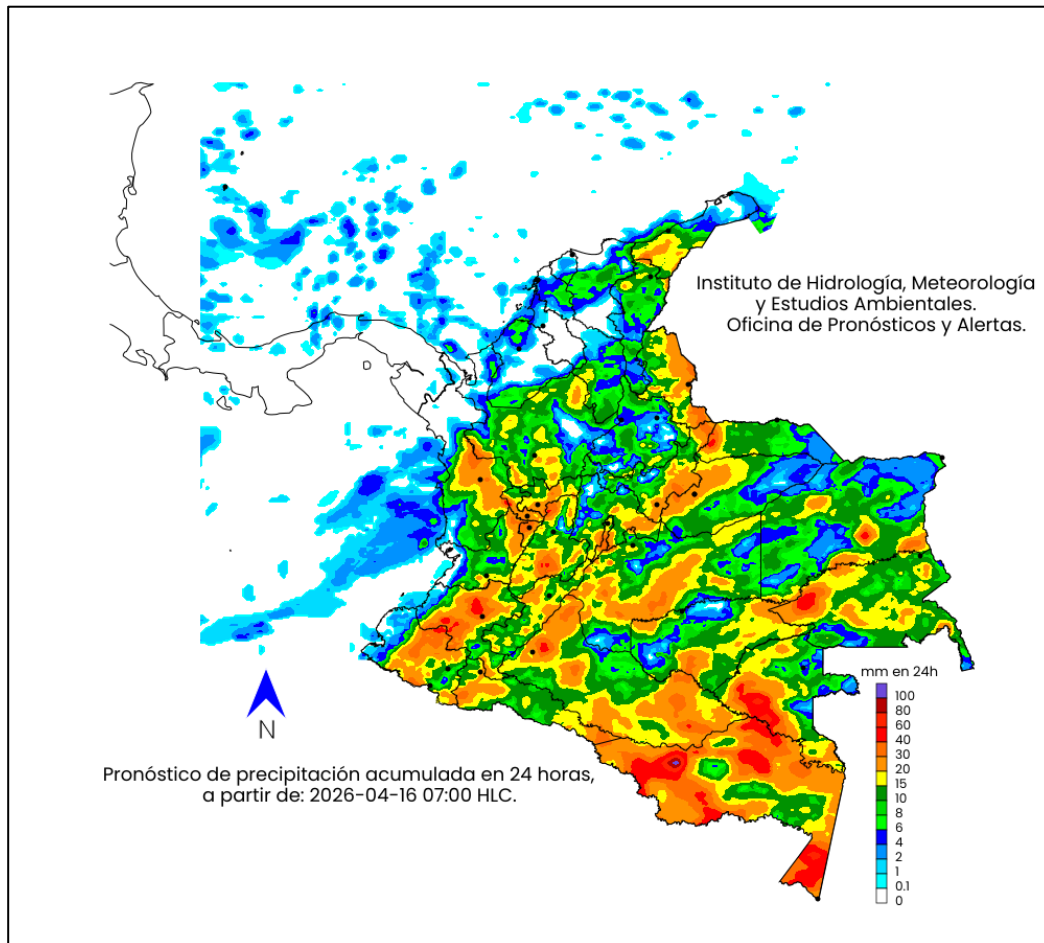 Instituto de Hidrología, Meteorología
y Estudios Ambientales.
Oficina de Pronósticos y Alertas.
mm en 24h
100
80
60
40
30
20
15
10
8
6
4
2
1
0.1
0
N
Pronóstico de precipitación acumulada en 24 horas,
a partir de: 2026-04-16 07:00 HLC.